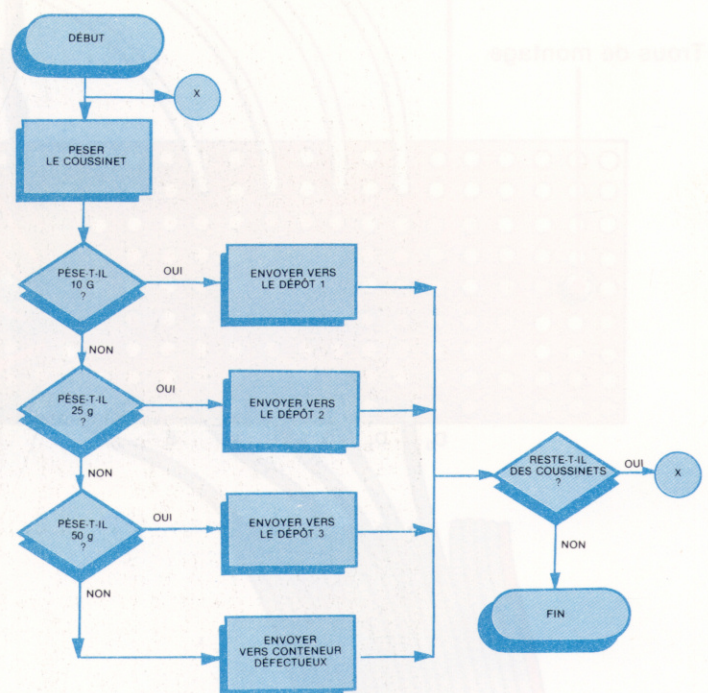 DÉBUT
X
PESER
LE COUSSINET
PÈSE-T-IL
10 G
?
OUI
ENVOYER VERS
LE DÉPÔT 1
NON
PÈSE-T-IL
25 g
?
OUI
ENVOYER VERS
LE DÉPÔT 2
NON
PÈSE-T-IL
50 g
?
OUI
ENVOYER VERS
LE DÉPÔT 3
NON
ENVOYER
VERS CONTENEUR
DÉFECTUEUX
RESTE-T-IL
DES COUSSINETS
?
OUI
X
NON
FIN
Trous de montage